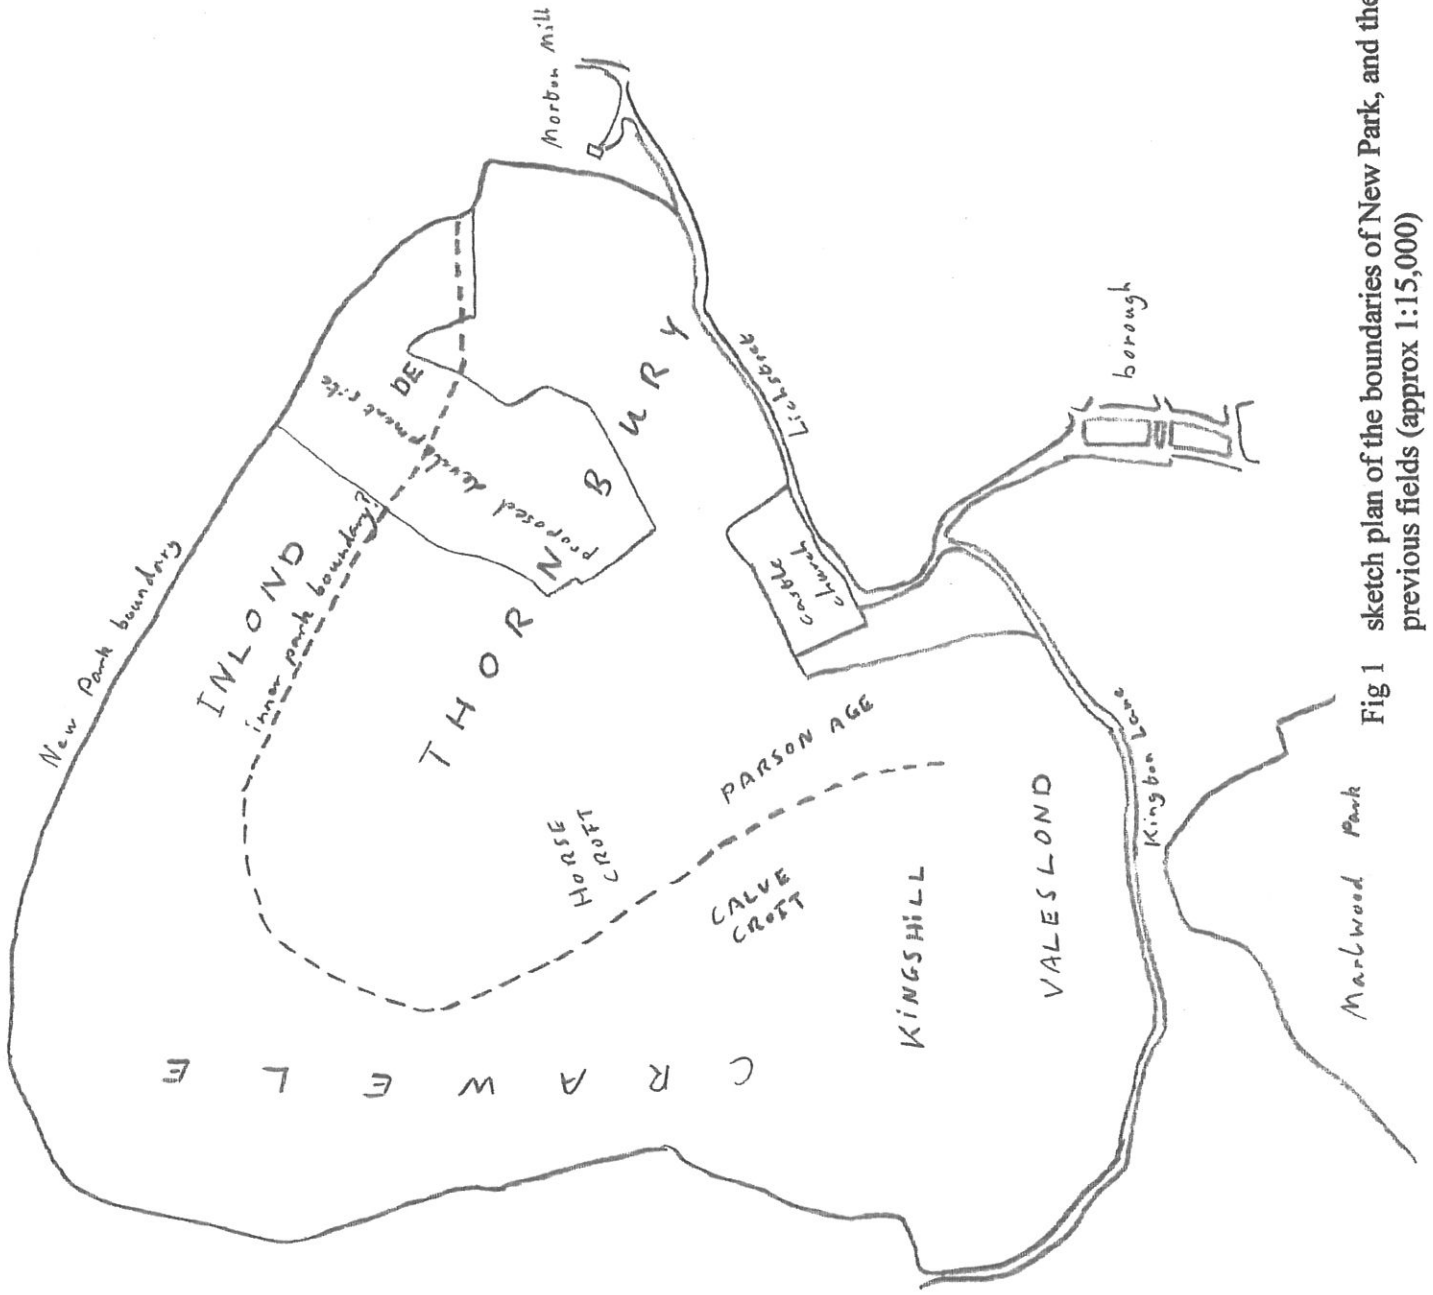 Morton Mill
New Park boundary
INLOND
inner park boundary?
DE
proposed development site
THORNBURY
Lichstret
castle
church
borough
HORSE
CROFT
PARSON AGE
CALVE
CROFT
CRAWELE
KINGSHILL
VALESLOND
Kington Lane
Marlwood Park
Fig 1 sketch plan of the boundaries of New Park, and the
previous fields (approx 1:15,000)